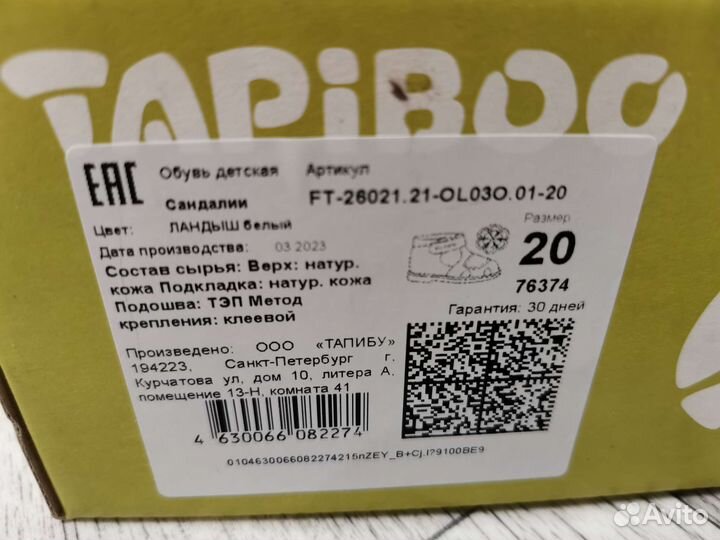 TAPiBOO
EAC
Обувь детская
Артикул
Сандалии
FT-26021.21-OL03O.01-20
Цвет: ЛАНДЫШ белый
Размер
Дата производства: 03 2023
20
Состав сырья: Верх: натур.
кожа Подкладка: натур. кожа
76374
Подошва: ТЭП Метод
Гарантия: 30 дней
крепления: клеевой
Произведено: ООО «ТАПИБУ»
194223, Санкт-Петербург г.
Курчатова ул, дом 10, литера А,
помещение 13-Н, комната 41
4 630066 082274
0104630066082274215nZEY_B+Cj.I?9100BE9
Avito